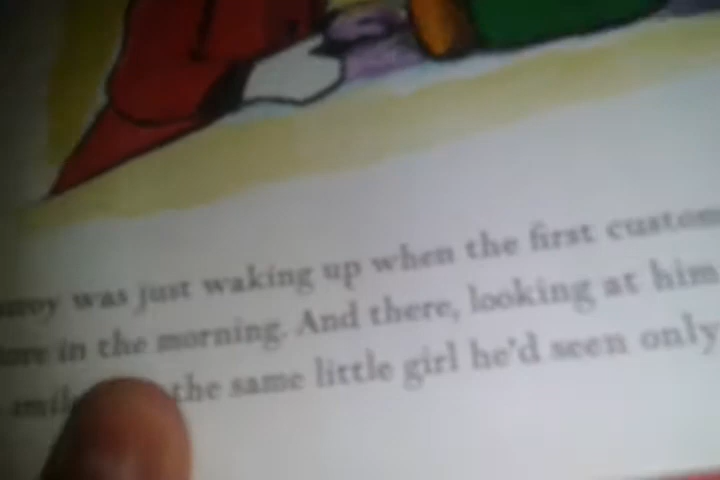 was just waking up when the first custom
in the morning. And there, looking at him
the same little girl he'd seen only